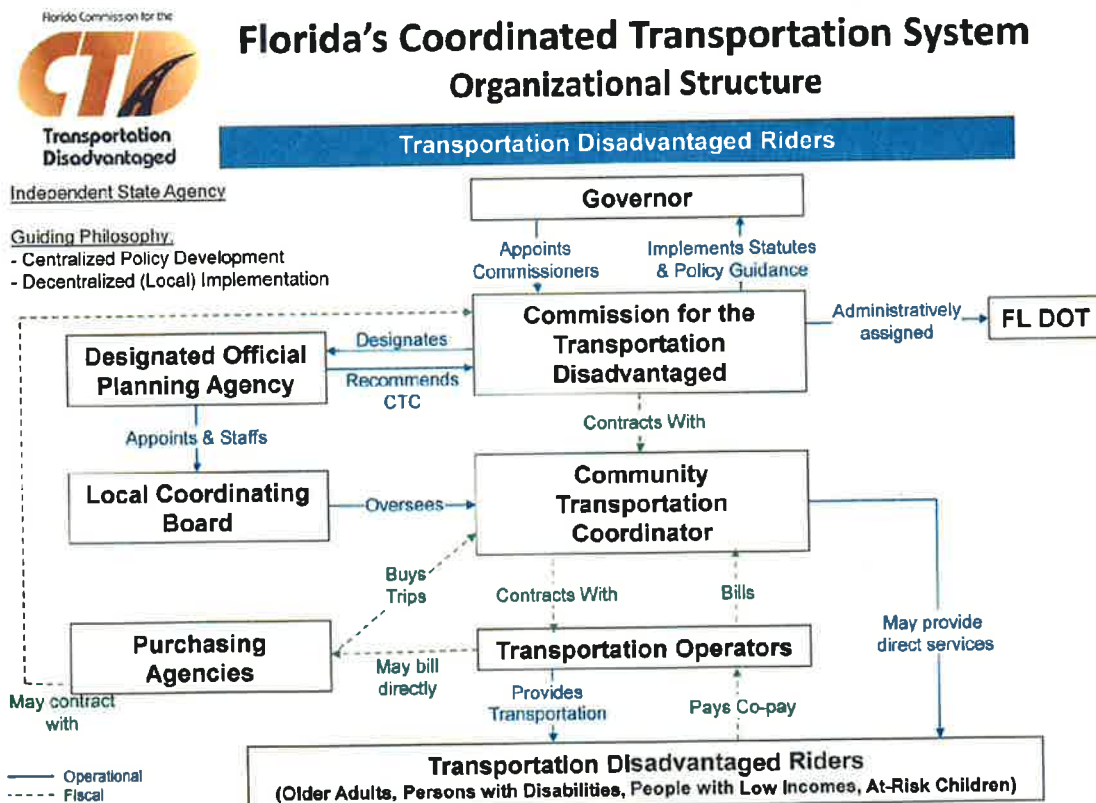 Florida Commission for the
CTD
Transportation
Disadvantaged
Florida's Coordinated Transportation System
Organizational Structure
Transportation Disadvantaged Riders
Independent State Agency
Guiding Philosophy:
- Centralized Policy Development
- Decentralized (Local) Implementation
Governor
Appoints
Commissioners
Implements Statutes
& Policy Guidance
Commission for the
Transportation
Disadvantaged
Administratively
assigned
FL DOT
Designated Official
Planning Agency
Designates
Recommends
CTC
Contracts With
Appoints & Staffs
Local Coordinating
Board
Oversees
Community
Transportation
Coordinator
Buys
Trips
Contracts With
Bills
May provide
direct services
Purchasing
Agencies
May bill
directly
Transportation Operators
May contract
with
Provides
Transportation
Pays Co-pay
Transportation Disadvantaged Riders
(Older Adults, Persons with Disabilities, People with Low Incomes, At-Risk Children)
Operational
Fiscal